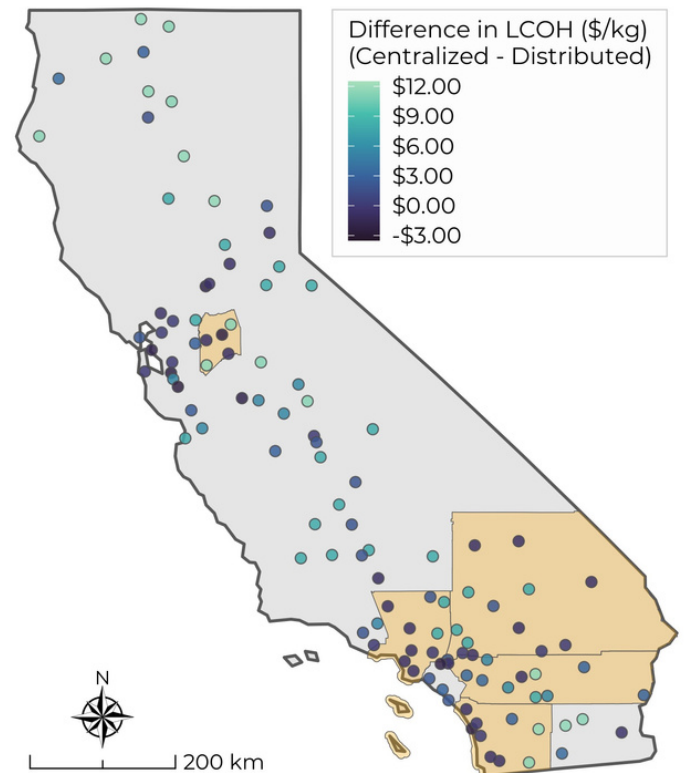 Difference in LCOH ($/kg)
(Centralized - Distributed)
$12.00
$9.00
$6.00
$3.00
$0.00
-$3.00
N
200 km